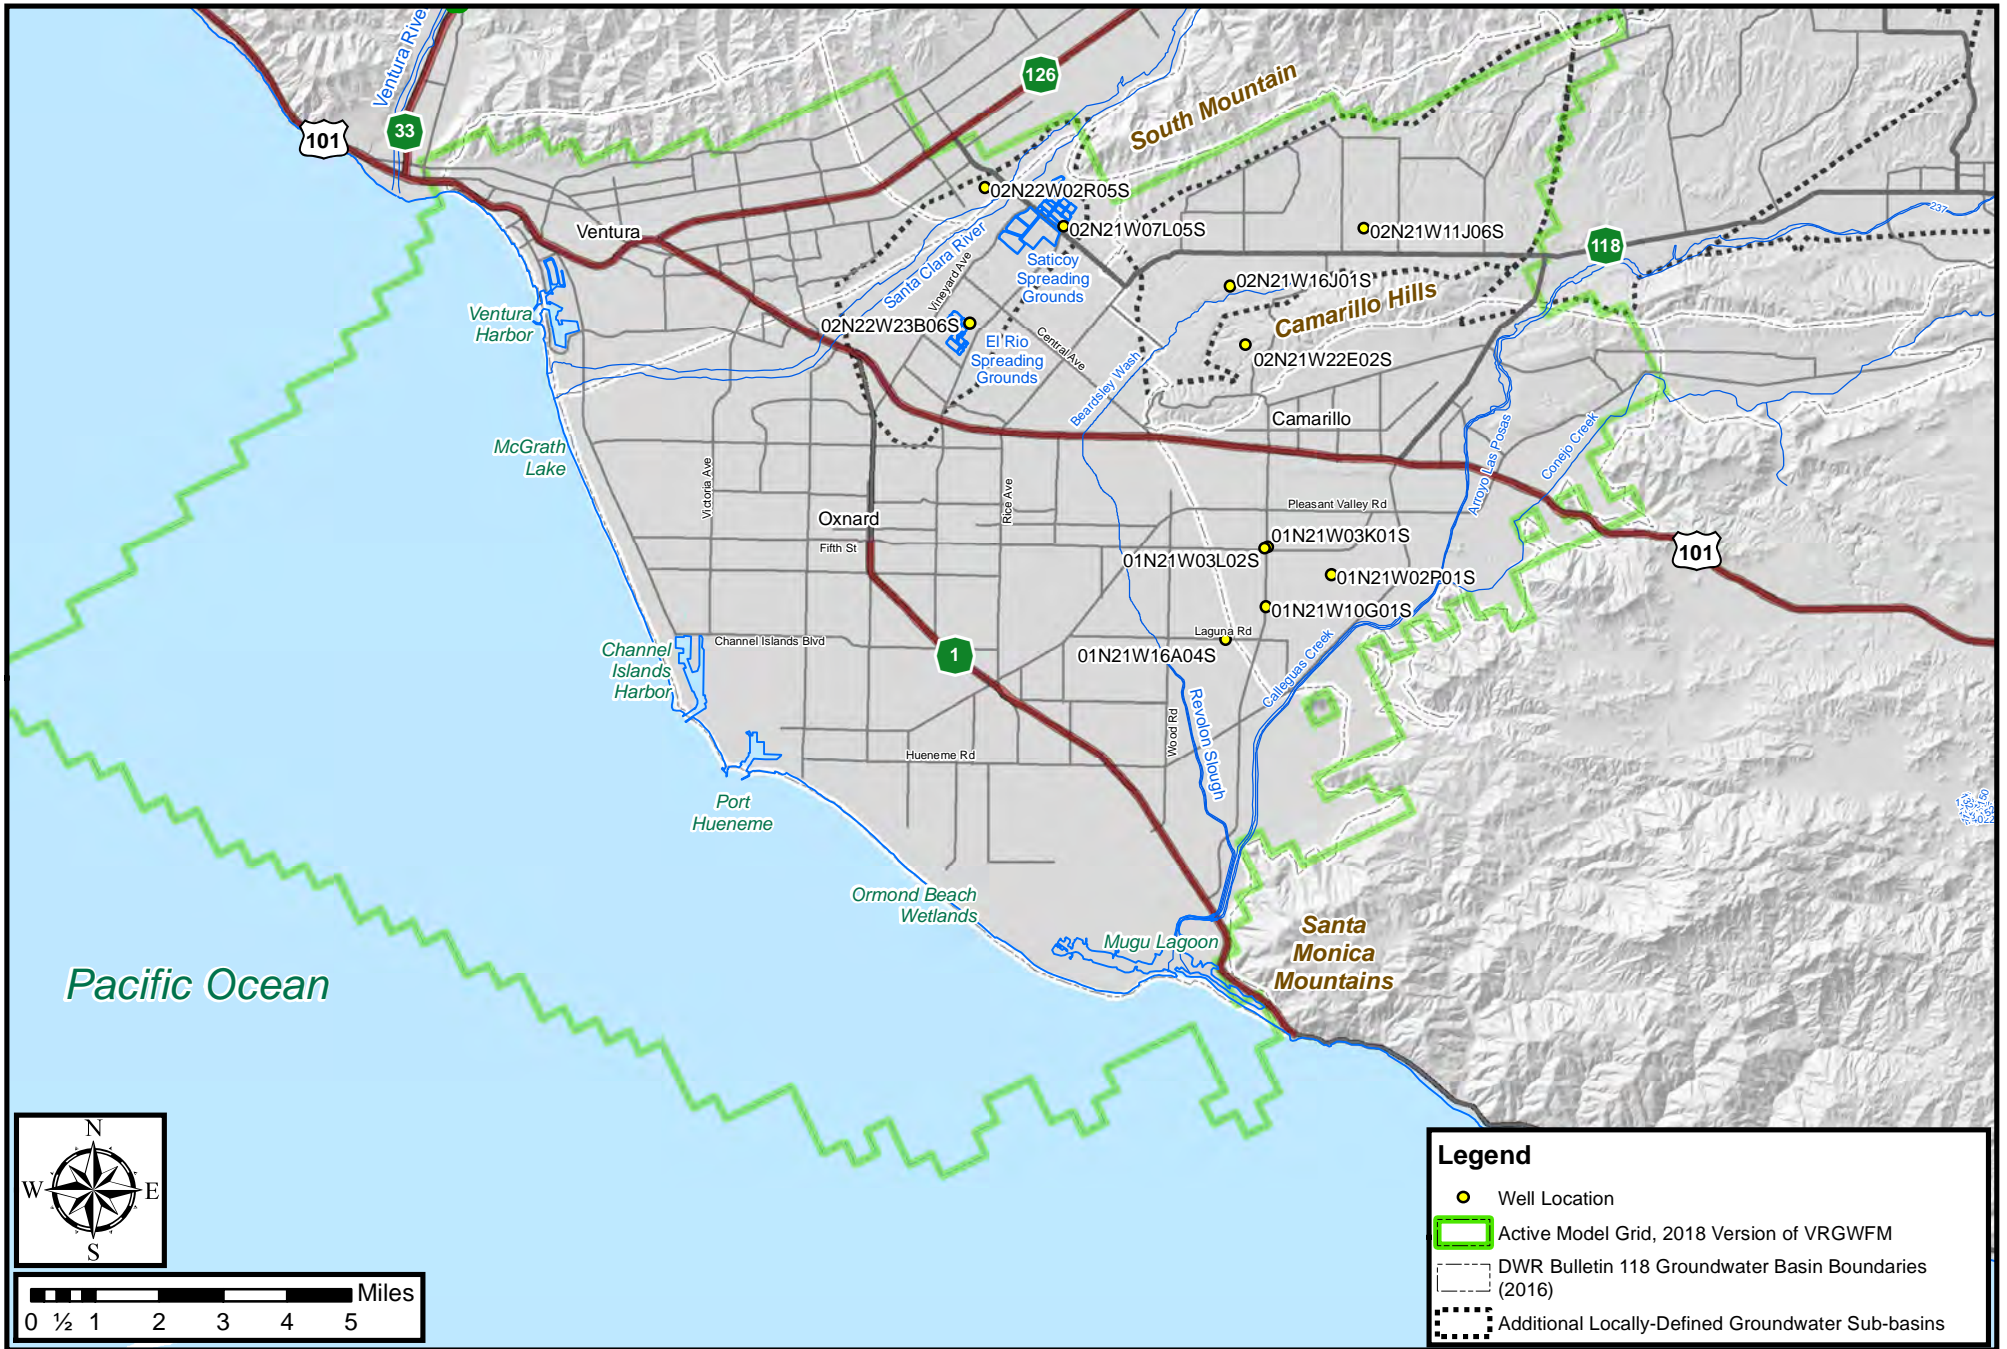 Ventura River
33
101
126
South Mountain
02N22W02R05S
02N21W07L05S
02N21W11J06S
237
118
Ventura
Santa Clara River
Vineyard Ave
Saticoy
Spreading
Grounds
02N21W16J01S
Camarillo Hills
Ventura
Harbor
02N22W23B06S
El Rio
Spreading
Grounds
Central Ave
Beardsley Wash
02N21W22E02S
Camarillo
McGrath
Lake
Victoria Ave
Rice Ave
Arroyo Las Posas
Conejo Creek
Pleasant Valley Rd
Oxnard
Fifth St
01N21W03K01S
01N21W03L02S
101
01N21W02P01S
01N21W10G01S
Laguna Rd
01N21W16A04S
Channel Islands Blvd
Channel
Islands
Harbor
1
Calleguas Creek
Revolon Slough
Wood Rd
Hueneme Rd
Port
Hueneme
150
Ormond Beach
Wetlands
Mugu Lagoon
Santa
Monica
Mountains
Pacific Ocean
N
W
E
S
Miles
0 ½ 1 2 3 4 5
Legend
Well Location
Active Model Grid, 2018 Version of VRGWFM
DWR Bulletin 118 Groundwater Basin Boundaries
(2016)
Additional Locally-Defined Groundwater Sub-basins